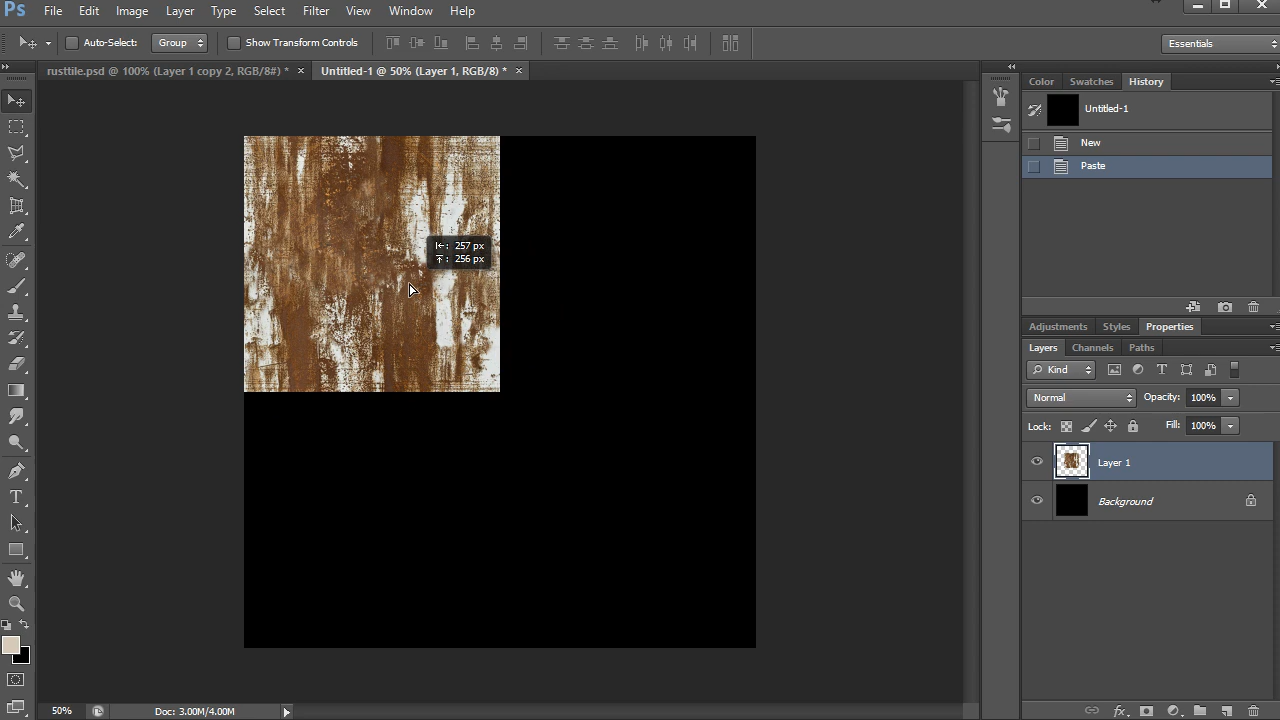 Ps File Edit Image Layer Type Select Filter View Window Help
Auto-Select: Group Show Transform Controls Essentials
rusttile.psd @ 100% (Layer 1 copy 2, RGB/8#) * × Untitled-1 @ 50% (Layer 1, RGB/8) * ×
Color Swatches History
Untitled-1
New
Paste
257 px
256 px
Adjustments Styles Properties
Layers Channels Paths
Kind
Normal Opacity: 100%
Lock: Fill: 100%
Layer 1
Background
50% Doc: 3.00M/4.00M